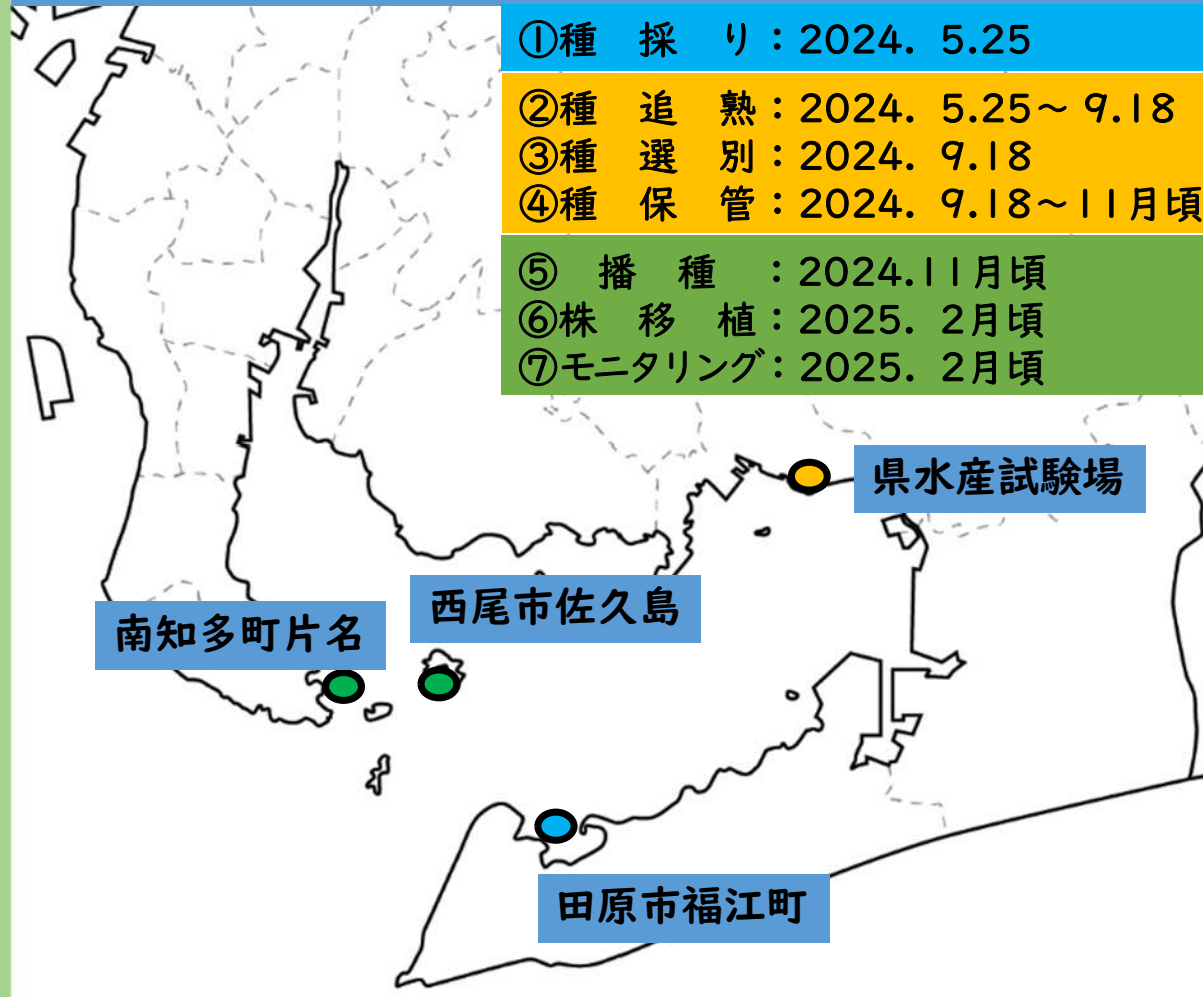 ①種　採　り：2024. 5.25
②種　追　熟：2024. 5.25～ 9.18
③種　選　別：2024. 9.18
④種　保　管：2024. 9.18～11月頃
⑤　播　種　：2024.11月頃
⑥株　移　植：2025. 2月頃
⑦モニタリング：2025. 2月頃
県水産試験場
西尾市佐久島
南知多町片名
田原市福江町